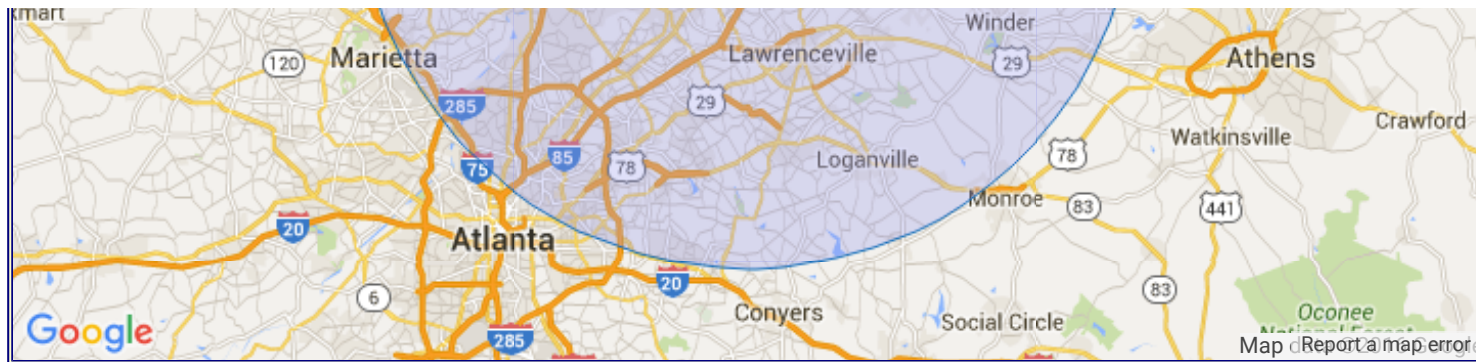 kmart
Winder
Marietta
Lawrenceville
Athens
120
29
285
29
Crawford
Watkinsville
85
78
Loganville
78
75
Monroe
83
441
20
Atlanta
20
83
6
Conyers
Oconee
Social Circle
Google
285
Map
Report a map error